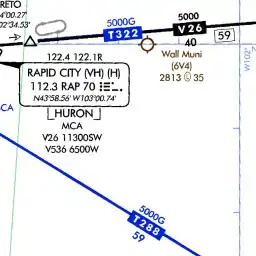 RETO
4°00.27
02°34.53'
5000G
T322
5000
V26
40
59
Wall Muni
(6V4)
2813 Ⓛ 35
W102°
122.4 122.1R
RAPID CITY (VH) (H)
112.3 RAP 70
N43°58.56' W103°00.74'
HURON
MCA
V26 11300SW
V536 6500W
MCA
5000G
T288
59